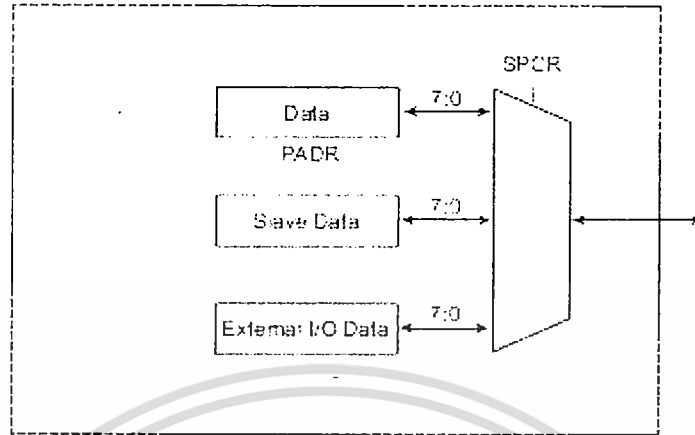 SPCR
7:0
Data
PADR
7:0
Slave Data
7:0
External I/O Data